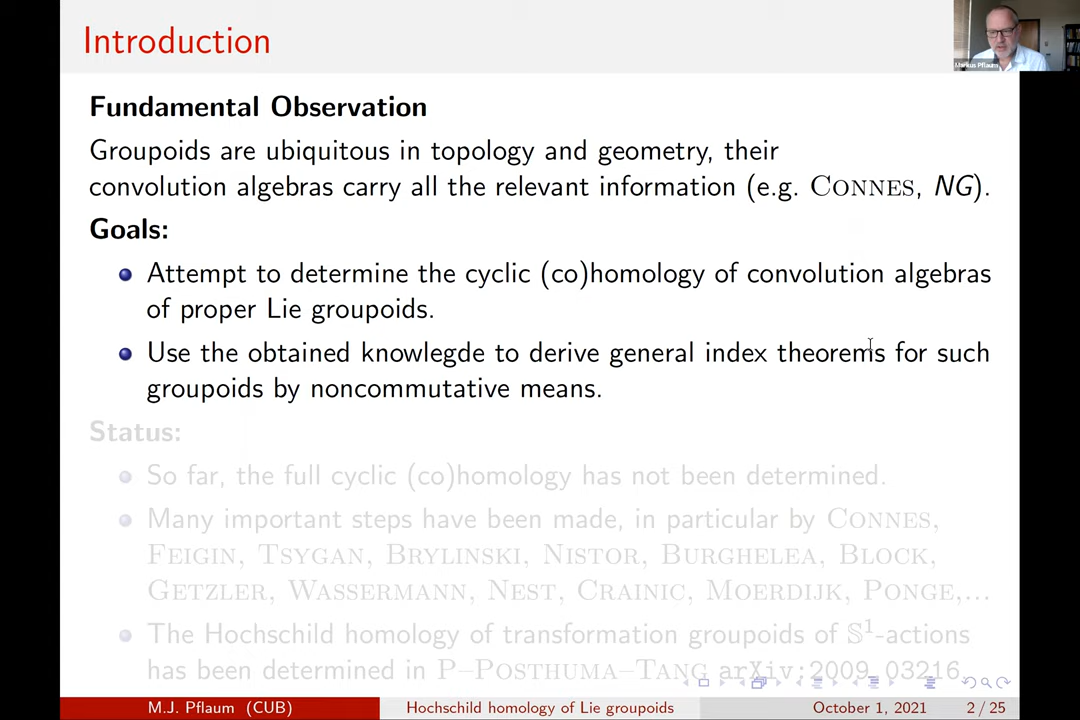 Introduction
Markus Pflaum
Fundamental Observation
Groupoids are ubiquitous in topology and geometry, their
convolution algebras carry all the relevant information (e.g. CONNES, NG).
Goals:
Attempt to determine the cyclic (co)homology of convolution algebras
of proper Lie groupoids.
Use the obtained knowlegde to derive general index theorems for such
groupoids by noncommutative means.
Status:
So far, the full cyclic (co)homology has not been determined.
Many important steps have been made, in particular by CONNES,
FEIGIN, TSYGAN, BRYLINSKI, NISTOR, BURGHELEA, BLOCK,
GETZLER, WASSERMANN, NEST, CRAINIC, MOERDIJK, PONGE,...
The Hochschild homology of transformation groupoids of 𝕊¹-actions
has been determined in P–POSTHUMA–TANG arXiv:2009.03216.
M.J. Pflaum (CUB) Hochschild homology of Lie groupoids October 1, 2021 2 / 25